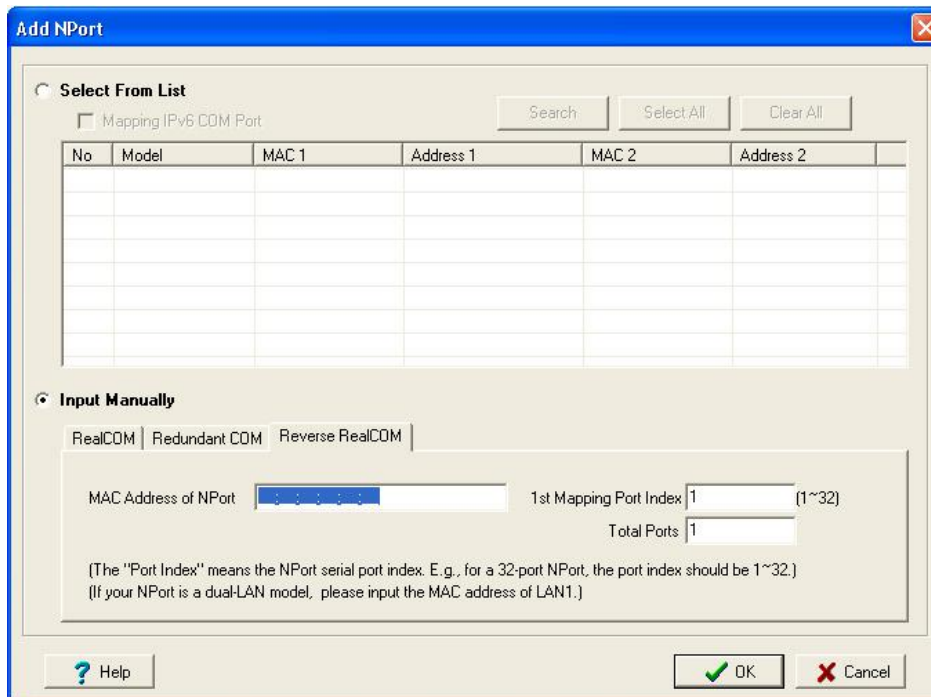 Add NPort
Select From List
Mapping IPv6 COM Port
Search
Select All
Clear All
No Model MAC 1 Address 1 MAC 2 Address 2
Input Manually
RealCOM Redundant COM Reverse RealCOM
MAC Address of NPort : : : : : 1st Mapping Port Index 1 (1~32)
Total Ports 1
(The "Port Index" means the NPort serial port index. E.g., for a 32-port NPort, the port index should be 1~32.)
(If your NPort is a dual-LAN model, please input the MAC address of LAN1.)
? Help
OK
Cancel